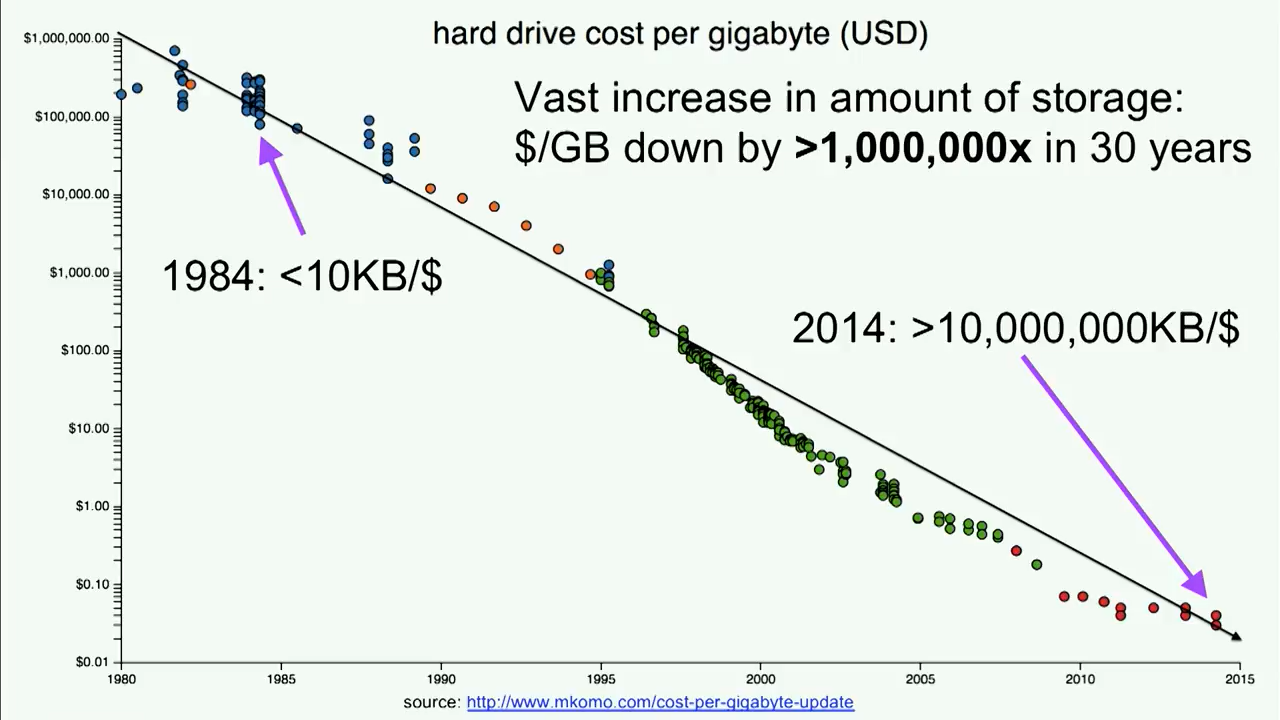 hard drive cost per gigabyte (USD)
Vast increase in amount of storage:
$/GB down by >1,000,000x in 30 years
1984: <10KB/$
2014: >10,000,000KB/$
$1,000,000.00
$100,000.00
$10,000.00
$1,000.00
$100.00
$10.00
$1.00
$0.10
$0.01
1980 1985 1990 1995 2000 2005 2010 2015
source: http://www.mkomo.com/cost-per-gigabyte-update